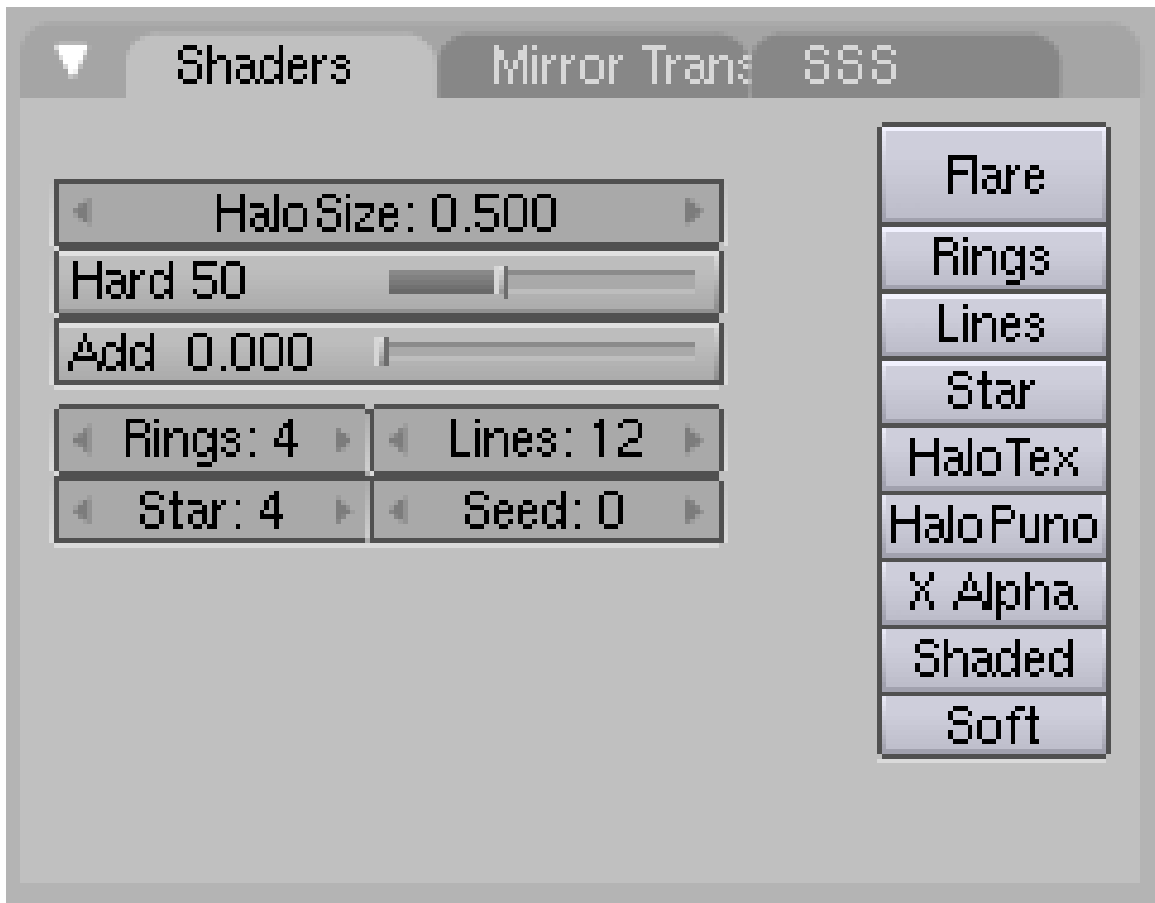 Shaders Mirror Trans SSS
HaloSize: 0.500
Hard 50
Add 0.000
Rings: 4 Lines: 12
Star: 4 Seed: 0
Flare
Rings
Lines
Star
HaloTex
HaloPuno
X Alpha
Shaded
Soft